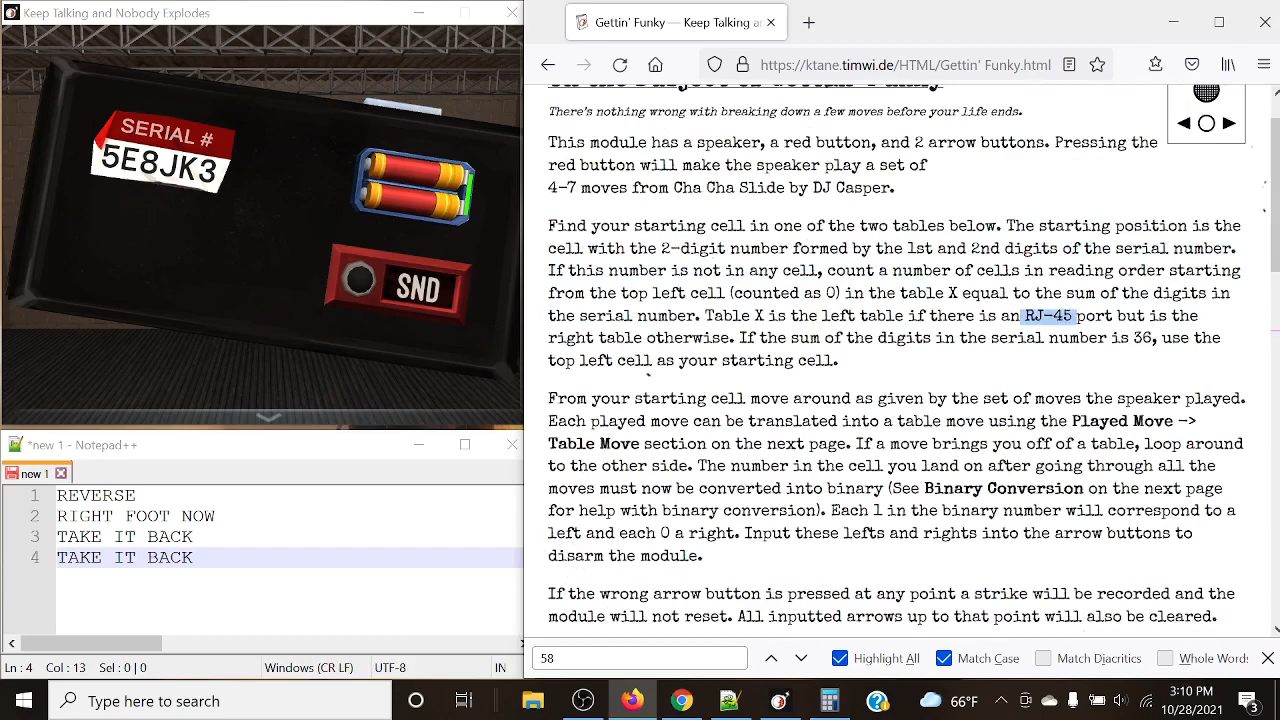 Keep Talking and Nobody Explodes
SERIAL #
5E8JK3
SND
*new 1 - Notepad++
new 1
1 REVERSE
2 RIGHT FOOT NOW
3 TAKE IT BACK
4 TAKE IT BACK
Ln : 4 Col : 13 Sel : 0 | 0 Windows (CR LF) UTF-8 IN
Gettin' Funky — Keep Talking an
https://ktane.timwi.de/HTML/Gettin' Funky.html
There's nothing wrong with breaking down a few moves before your life ends.
This module has a speaker, a red button, and 2 arrow buttons. Pressing the
red button will make the speaker play a set of
4-7 moves from Cha Cha Slide by DJ Casper.
Find your starting cell in one of the two tables below. The starting position is the
cell with the 2-digit number formed by the 1st and 2nd digits of the serial number.
If this number is not in any cell, count a number of cells in reading order starting
from the top left cell (counted as 0) in the table X equal to the sum of the digits in
the serial number. Table X is the left table if there is an RJ-45 port but is the
right table otherwise. If the sum of the digits in the serial number is 36, use the
top left cell as your starting cell.
From your starting cell move around as given by the set of moves the speaker played.
Each played move can be translated into a table move using the Played Move ->
Table Move section on the next page. If a move brings you off of a table, loop around
to the other side. The number in the cell you land on after going through all the
moves must now be converted into binary (See Binary Conversion on the next page
for help with binary conversion). Each 1 in the binary number will correspond to a
left and each 0 a right. Input these lefts and rights into the arrow buttons to
disarm the module.
If the wrong arrow button is pressed at any point a strike will be recorded and the
module will not reset. All inputted arrows up to that point will also be cleared.
58
Highlight All Match Case Match Diacritics Whole Words
Type here to search
66°F
3:10 PM
10/28/2021
3